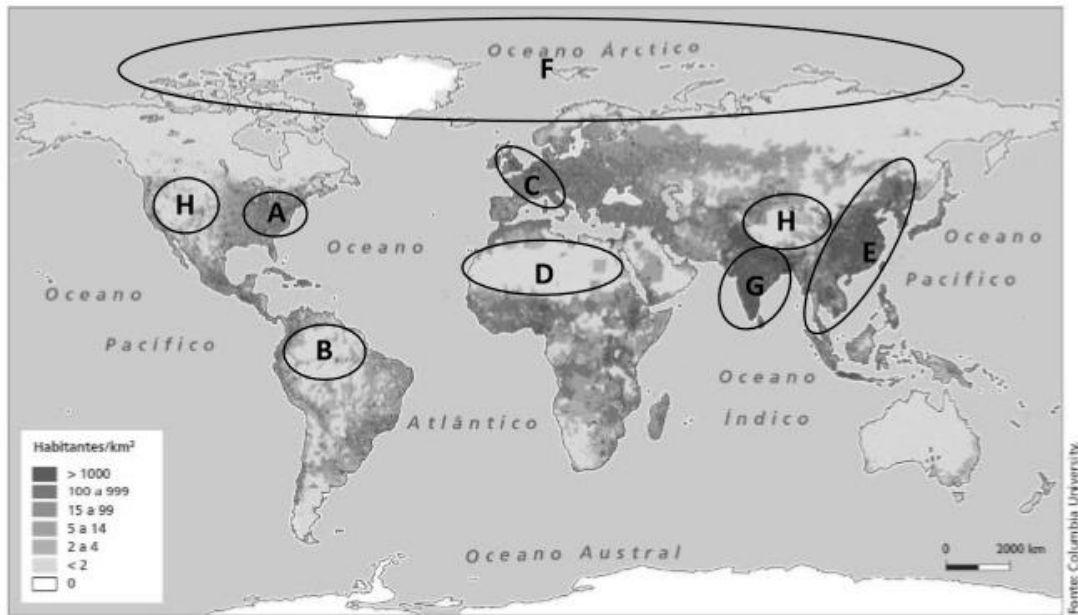 Oceano Árctico
F
H
A
C
H
E
Oceano
Oceano
Pacífico
D
G
Oceano
Pacífico
B
Oceano
Índico
Atlântico
Habitantes/km²
> 1000
100 a 999
15 a 99
5 a 14
2 a 4
< 2
0
Oceano Austral
0 2000 km
Fonte: Columbia University.